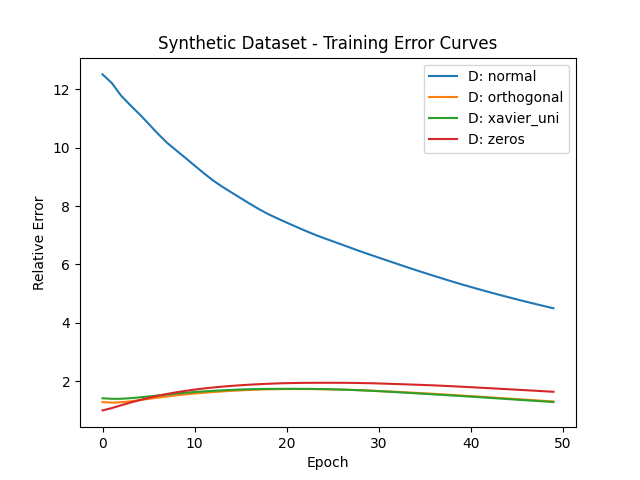 Synthetic Dataset - Training Error Curves
D: normal
D: orthogonal
D: xavier_uni
D: zeros
Relative Error
12
10
8
6
4
2
0 10 20 30 40 50
Epoch